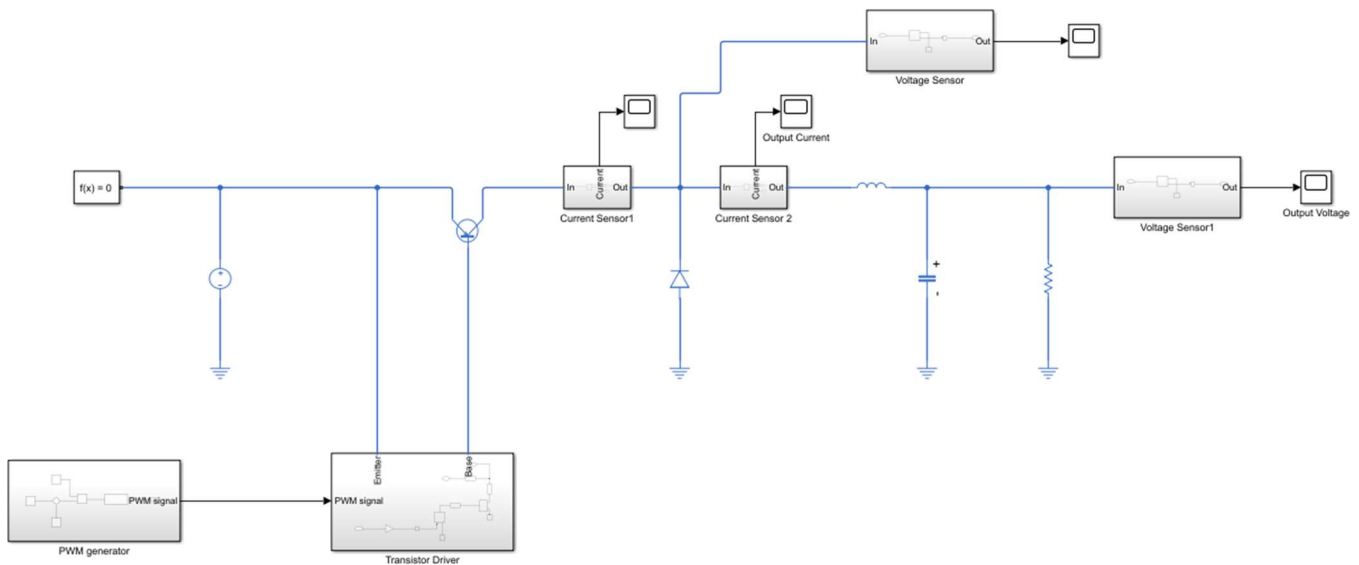 In
Out
Voltage Sensor
Output Current
f(x) = 0
In
Current
Out
Current Sensor1
In
Current
Out
Current Sensor 2
In
Out
Voltage Sensor1
Output Voltage
+
-
+
PWM signal
PWM generator
Emitter
Base
PWM signal
Transistor Driver